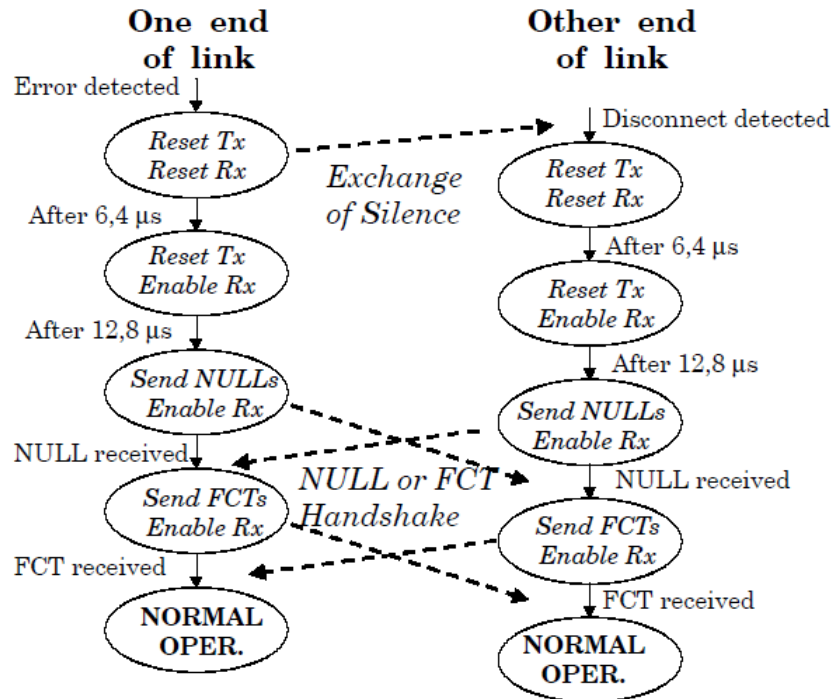 One end
of link
Error detected
Reset Tx
Reset Rx
After 6,4 µs
Reset Tx
Enable Rx
After 12,8 µs
Send NULLs
Enable Rx
NULL received
Send FCTs
Enable Rx
FCT received
NORMAL
OPER.
Exchange
of Silence
NULL or FCT
Handshake
Other end
of link
Disconnect detected
Reset Tx
Reset Rx
After 6,4 µs
Reset Tx
Enable Rx
After 12,8 µs
Send NULLs
Enable Rx
NULL received
Send FCTs
Enable Rx
FCT received
NORMAL
OPER.